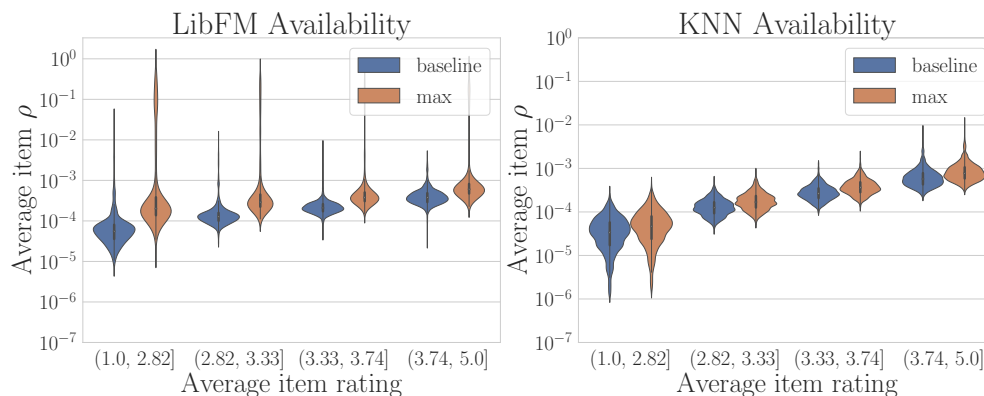 LibFM Availability
Average item ρ
10^0
10^-1
10^-2
10^-3
10^-4
10^-5
10^-6
10^-7
baseline
max
(1.0, 2.82]
(2.82, 3.33]
(3.33, 3.74]
(3.74, 5.0]
Average item rating
KNN Availability
Average item ρ
10^0
10^-1
10^-2
10^-3
10^-4
10^-5
10^-6
10^-7
baseline
max
(1.0, 2.82]
(2.82, 3.33]
(3.33, 3.74]
(3.74, 5.0]
Average item rating